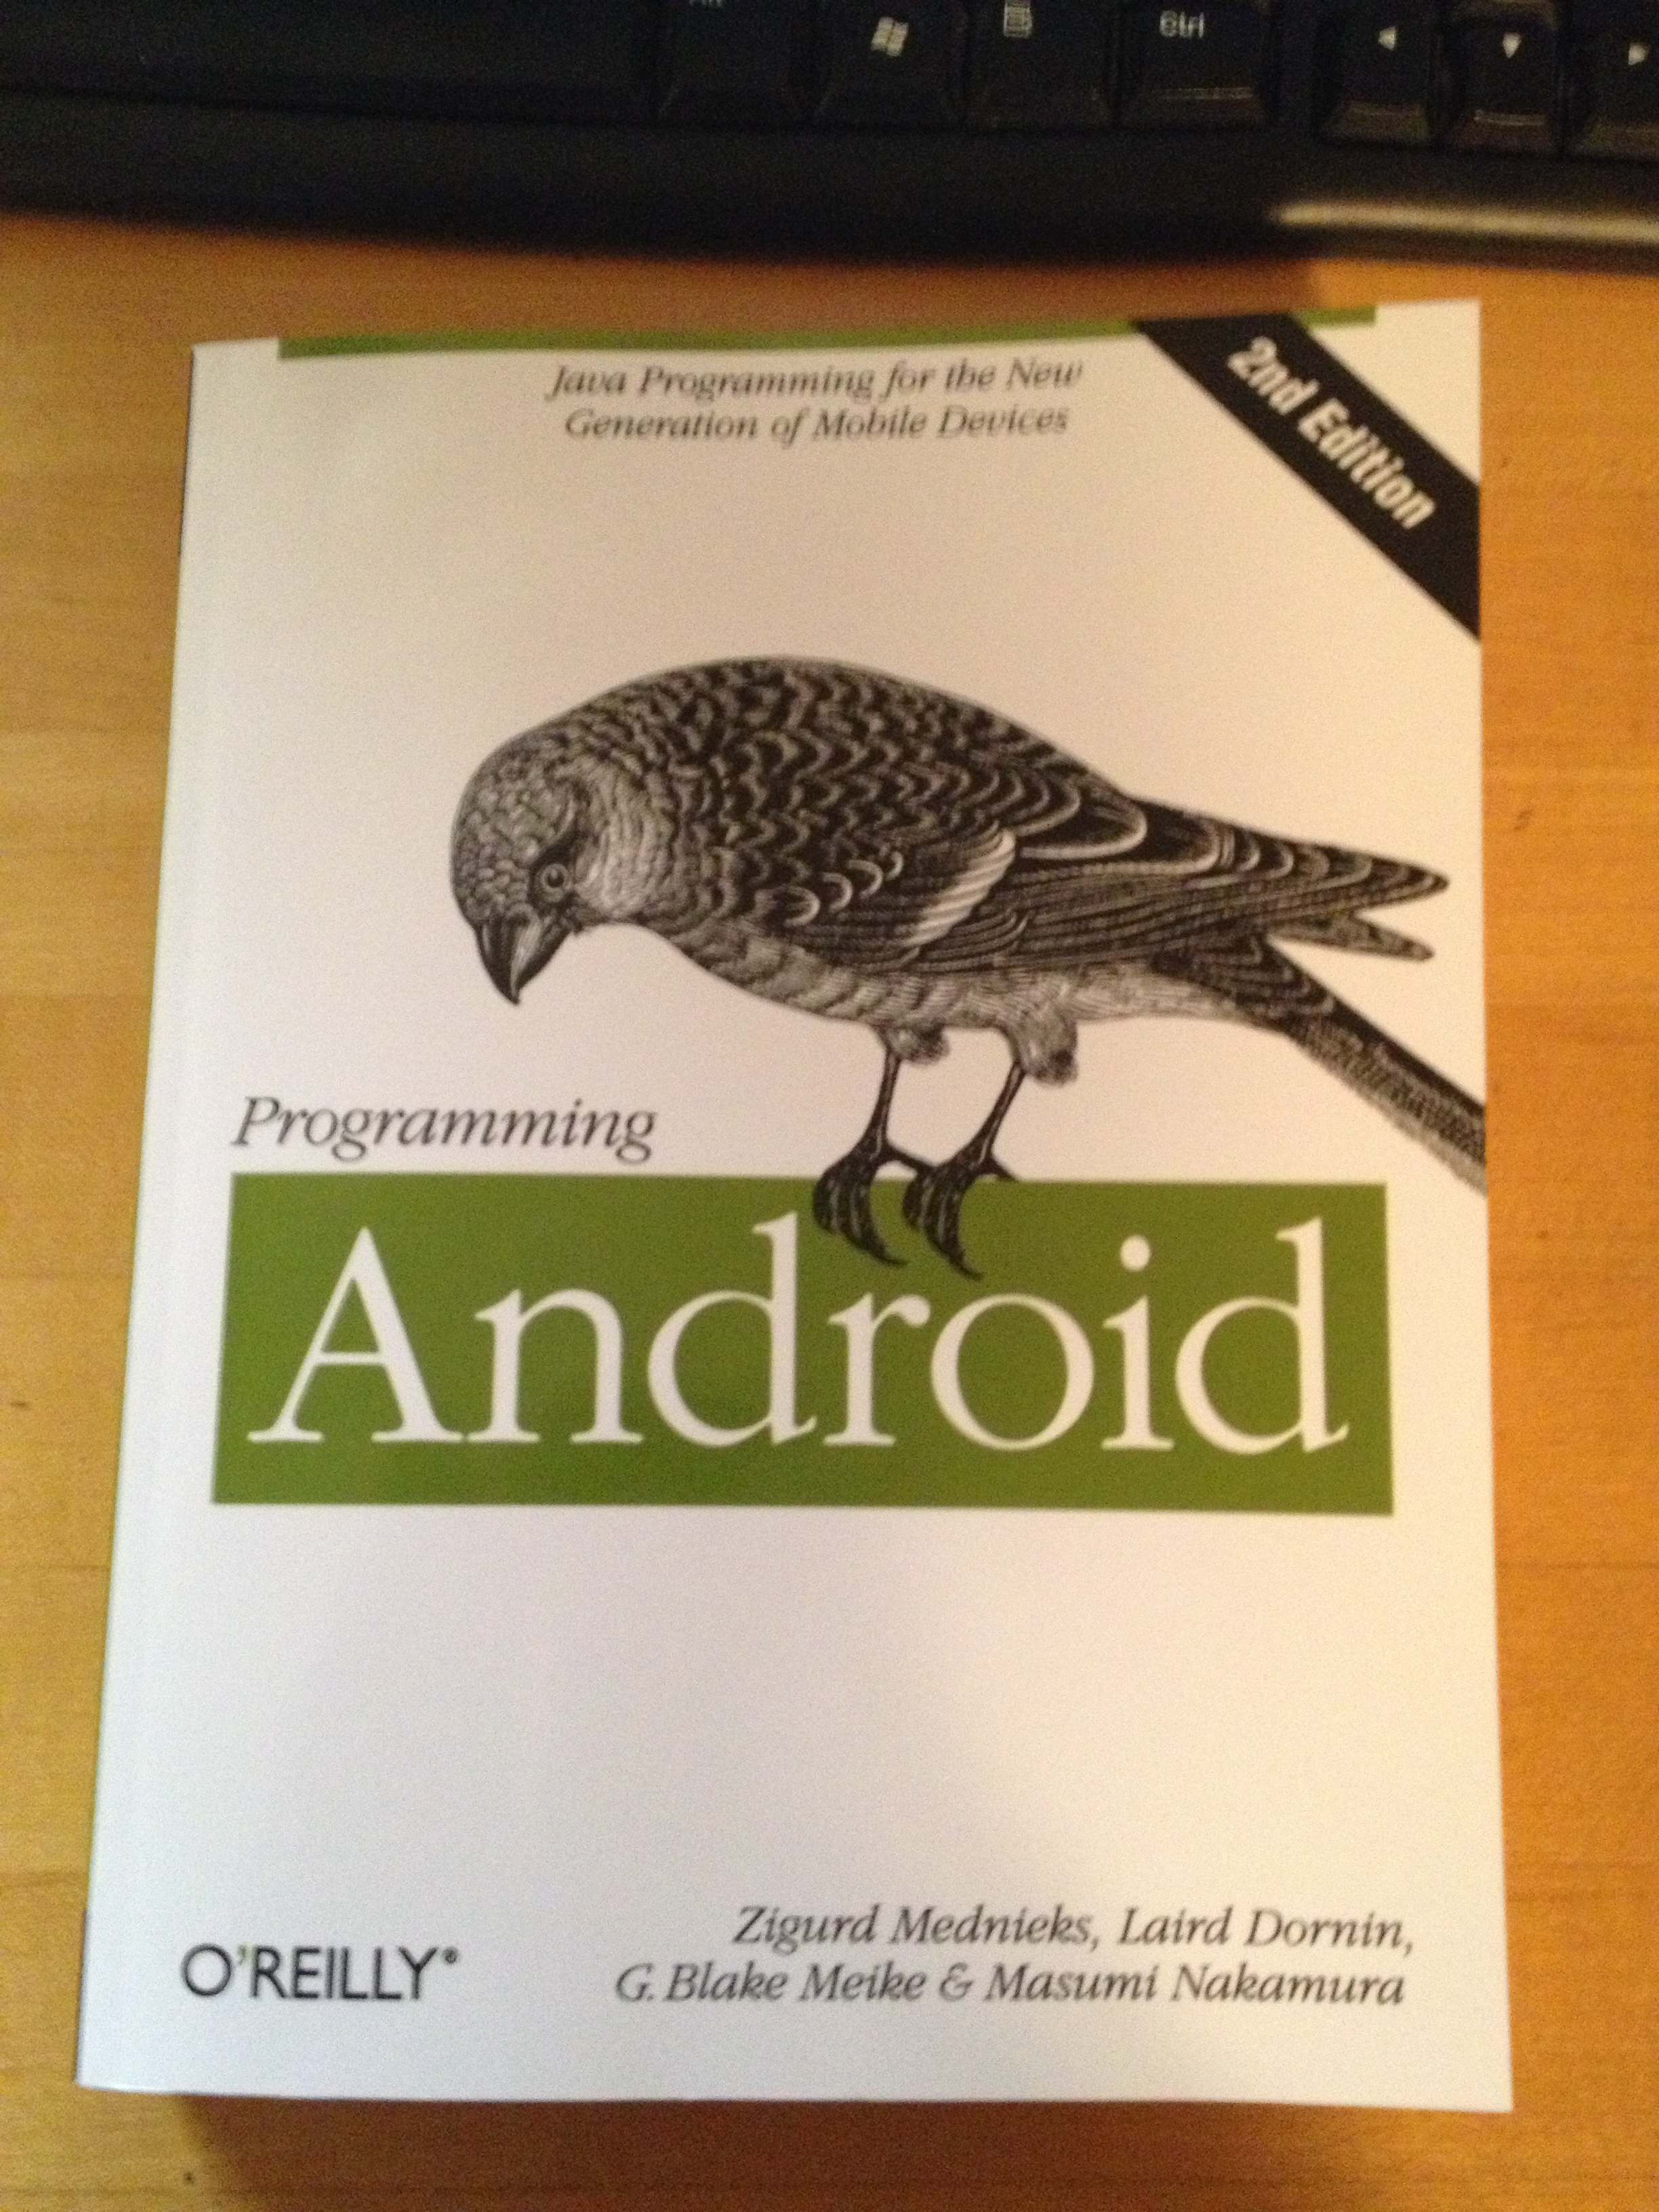 Ctrl
Java Programming for the New
Generation of Mobile Devices
2nd Edition
Programming
Android
O'REILLY®
Zigurd Mednieks, Laird Dornin,
G. Blake Meike & Masumi Nakamura